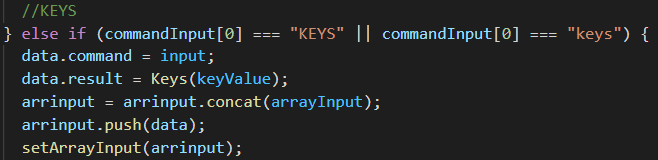 //KEYS
} else if (commandInput[0] === "KEYS" || commandInput[0] === "keys") {
data.command = input;
data.result = Keys(keyValue);
arrinput = arrinput.concat(arrayInput);
arrinput.push(data);
setArrayInput(arrinput);